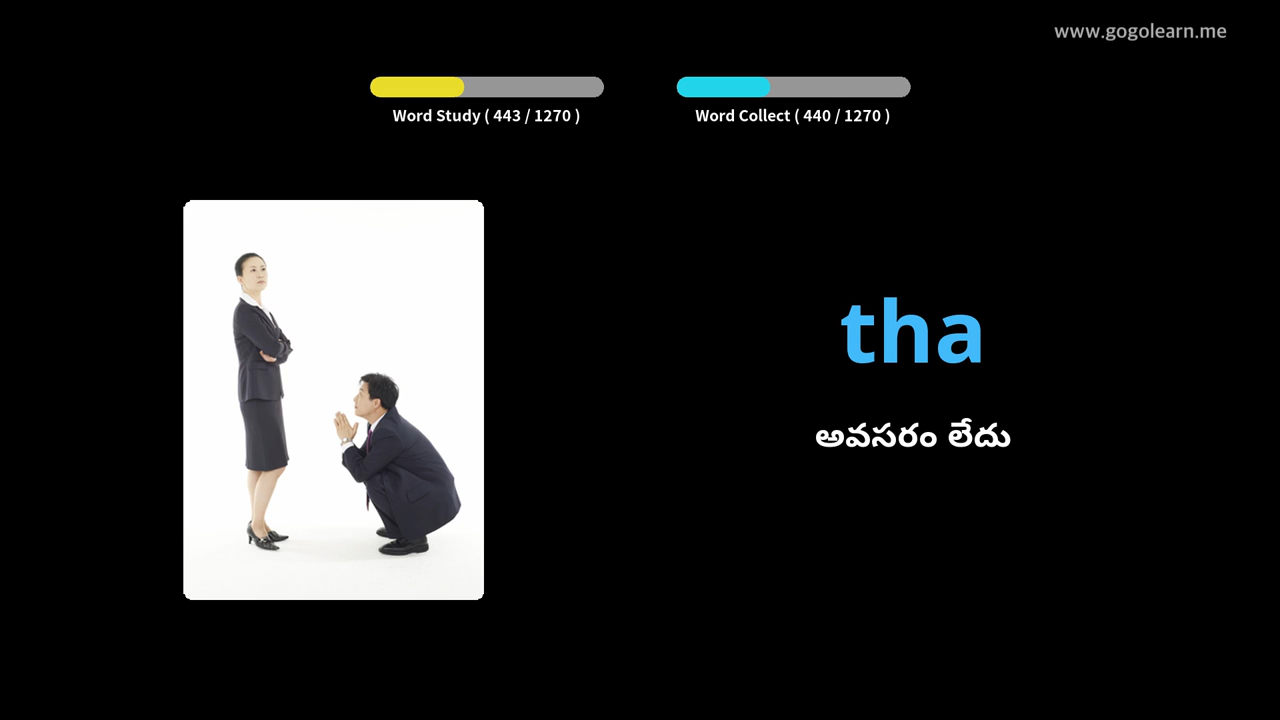 www.gogolearn.me
Word Study ( 443 / 1270 )
Word Collect ( 440 / 1270 )
tha
అవసరం లేదు